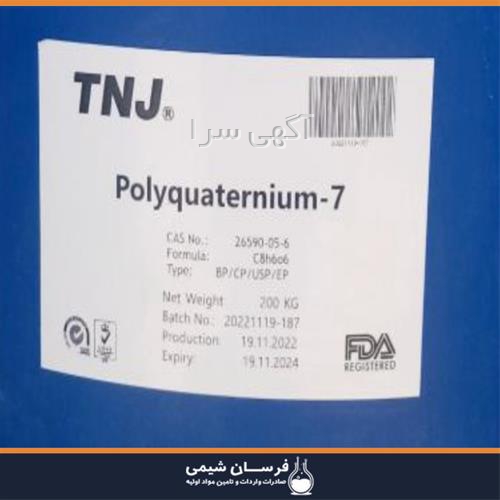 TNJ®
آگهی سرا
Polyquaternium-7
CAS No.: 26590-05-6
Formula: C8h6o6
Type: BP/CP/USP/EP
Net Weight 200 KG
Batch No.: 20221119-187
Production: 19.11.2022
Expiry: 19.11.2024
FDA
REGISTERED
فرسان شیمی
صادرات واردات و تامین مواد اولیه